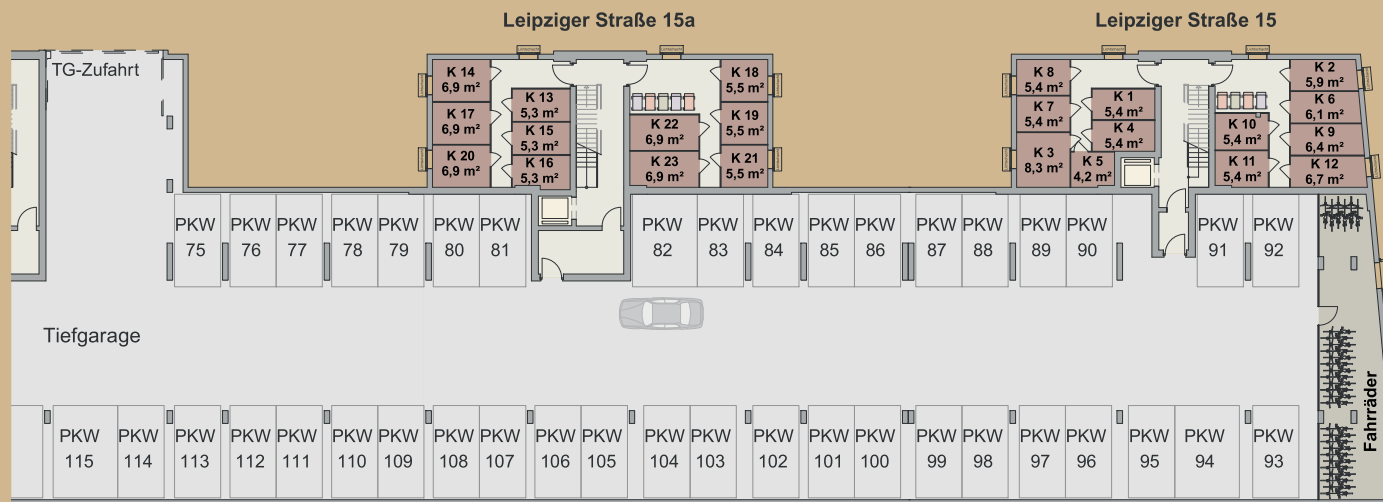 Leipziger Straße 15a
Leipziger Straße 15
TG-Zufahrt
K 14
6,9 m²
K 17
6,9 m²
K 20
6,9 m²
K 13
5,3 m²
K 15
5,3 m²
K 16
5,3 m²
K 22
6,9 m²
K 23
6,9 m²
K 18
5,5 m²
K 19
5,5 m²
K 21
5,5 m²
K 8
5,4 m²
K 7
5,4 m²
K 3
8,3 m²
K 1
5,4 m²
K 4
5,4 m²
K 5
4,2 m²
K 10
5,4 m²
K 11
5,4 m²
K 2
5,9 m²
K 6
6,1 m²
K 9
6,4 m²
K 12
6,7 m²
PKW
75
PKW
76
PKW
77
PKW
78
PKW
79
PKW
80
PKW
81
PKW
82
PKW
83
PKW
84
PKW
85
PKW
86
PKW
87
PKW
88
PKW
89
PKW
90
PKW
91
PKW
92
Tiefgarage
PKW
115
PKW
114
PKW
113
PKW
112
PKW
111
PKW
110
PKW
109
PKW
108
PKW
107
PKW
106
PKW
105
PKW
104
PKW
103
PKW
102
PKW
101
PKW
100
PKW
99
PKW
98
PKW
97
PKW
96
PKW
95
PKW
94
PKW
93
Fahrräder